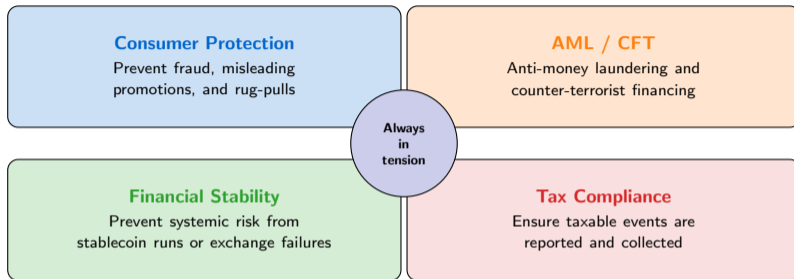 Consumer Protection
Prevent fraud, misleading
promotions, and rug-pulls
AML / CFT
Anti-money laundering and
counter-terrorist financing
Always
in
tension
Financial Stability
Prevent systemic risk from
stablecoin runs or exchange failures
Tax Compliance
Ensure taxable events are
reported and collected